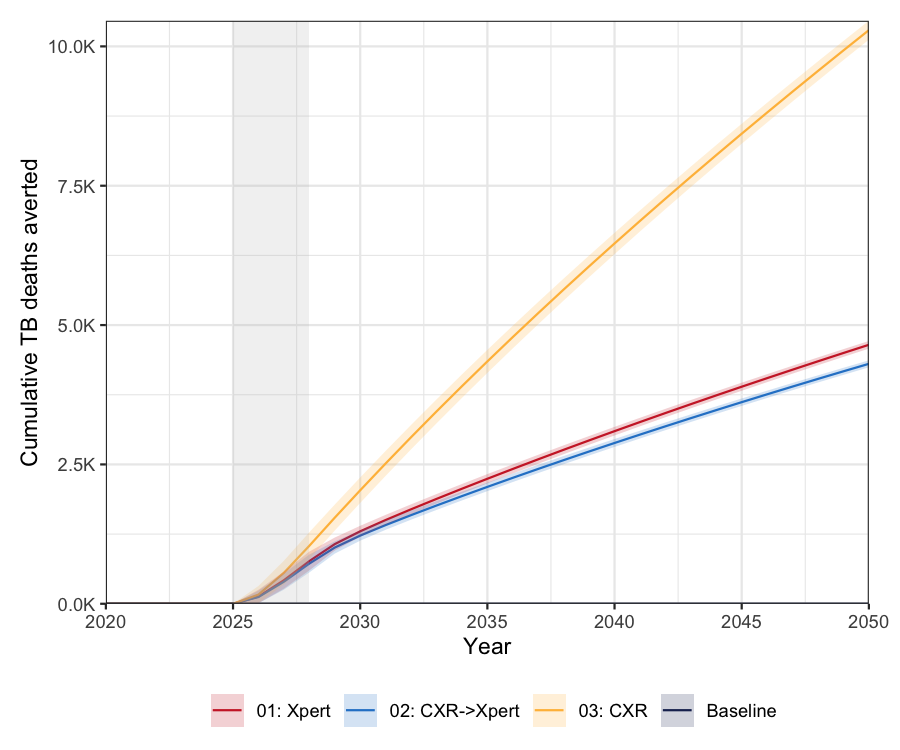 Cumulative TB deaths averted
10.0K
7.5K
5.0K
2.5K
0.0K
2020 2025 2030 2035 2040 2045 2050
Year
01: Xpert 02: CXR->Xpert 03: CXR Baseline